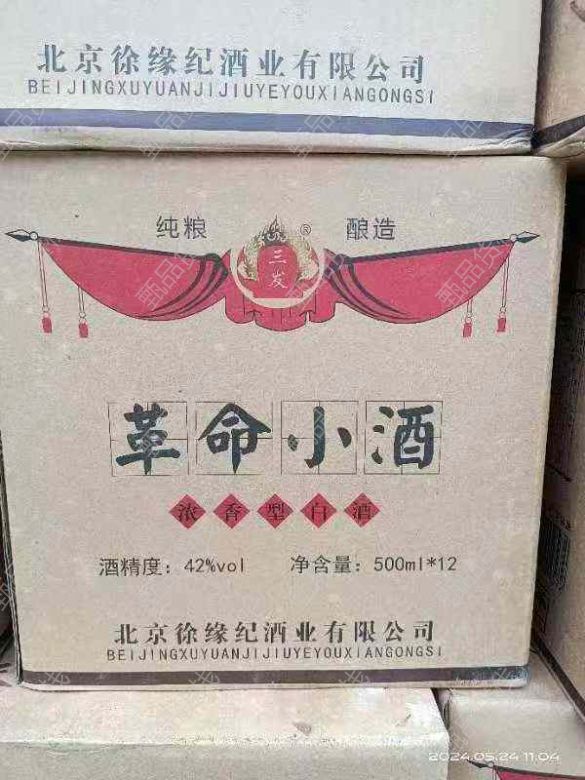 北京徐缘纪酒业有限公司
BEIJINGXUYUANJIJIUYEYOUXIANGONGSI
纯粮 ® 酿造
三发
革命小酒
浓香型白酒
酒精度：42%vol 净含量：500ml*12
北京徐缘纪酒业有限公司
BEIJINGXUYUANJIJIUYEYOUXIANGONGSI
2024.05.24 11:04